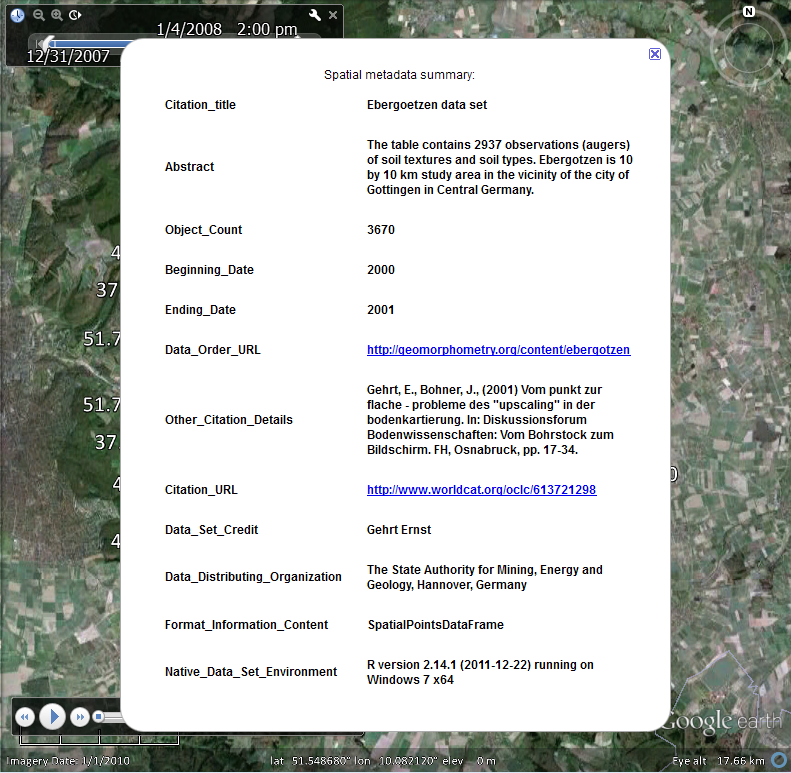 1/4/2008 2:00 pm
N
12/31/2007
Spatial metadata summary:
Citation_title Ebergoetzen data set
Abstract The table contains 2937 observations (augers)
of soil textures and soil types. Ebergotzen is 10
by 10 km study area in the vicinity of the city of
Gottingen in Central Germany.
Object_Count 3670
Beginning_Date 2000
Ending_Date 2001
Data_Order_URL http://geomorphometry.org/content/ebergotzen
Other_Citation_Details Gehrt, E., Bohner, J., (2001) Vom punkt zur
flache - probleme des "upscaling" in der
bodenkartierung. In: Diskussionsforum
Bodenwissenschaften: Vom Bohrstock zum
Bildschirm. FH, Osnabruck, pp. 17-34.
Citation_URL http://www.worldcat.org/oclc/613721298
Data_Set_Credit Gehrt Ernst
Data_Distributing_Organization The State Authority for Mining, Energy and
Geology, Hannover, Germany
Format_Information_Content SpatialPointsDataFrame
Native_Data_Set_Environment R version 2.14.1 (2011-12-22) running on
Windows 7 x64
4
37
51.7
51.7
37
4
4
Google earth
Imagery Date: 1/1/2010 lat 51.548680° lon 10.082120° elev 0 m Eye alt 17.66 km